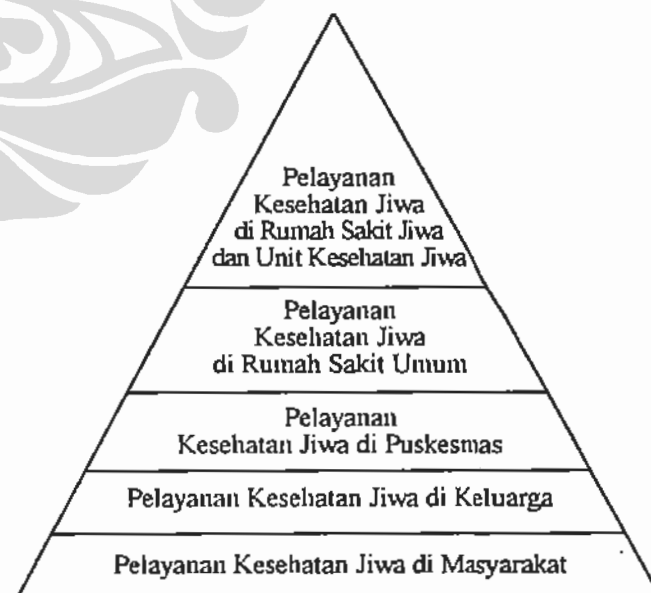 Pelayanan
Kesehatan Jiwa
di Rumah Sakit Jiwa
dan Unit Kesehatan Jiwa
Pelayanan
Kesehatan Jiwa
di Rumah Sakit Umum
Pelayanan
Kesehatan Jiwa di Puskesmas
Pelayanan Kesehatan Jiwa di Keluarga
Pelayanan Kesehatan Jiwa di Masyarakat